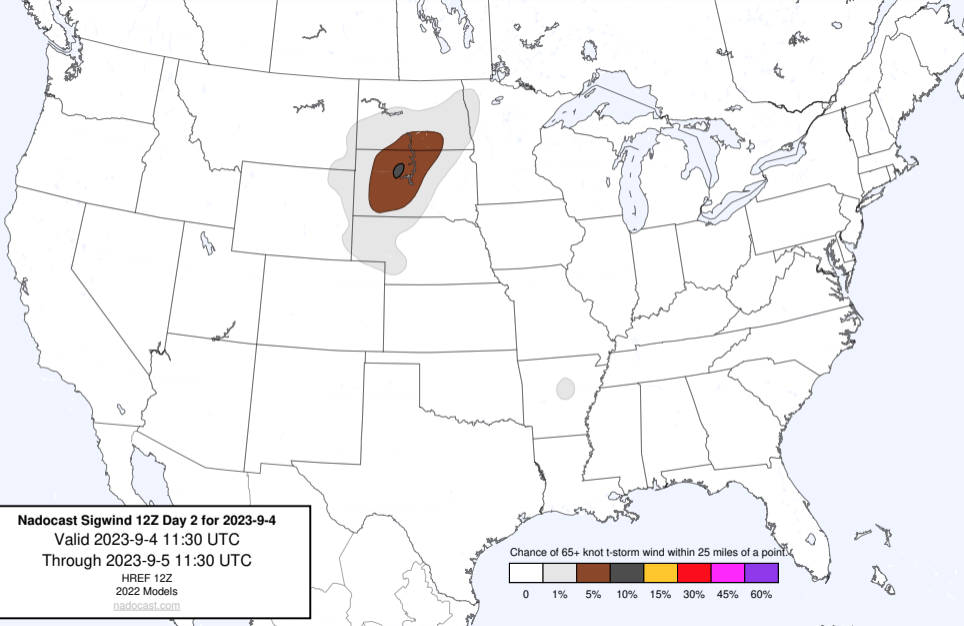 Nadocast Sigwind 12Z Day 2 for 2023-9-4
Valid 2023-9-4 11:30 UTC
Through 2023-9-5 11:30 UTC
HREF 12Z
2022 Models
nadocast.com
Chance of 65+ knot t-storm wind within 25 miles of a point.
0 1% 5% 10% 15% 30% 45% 60%